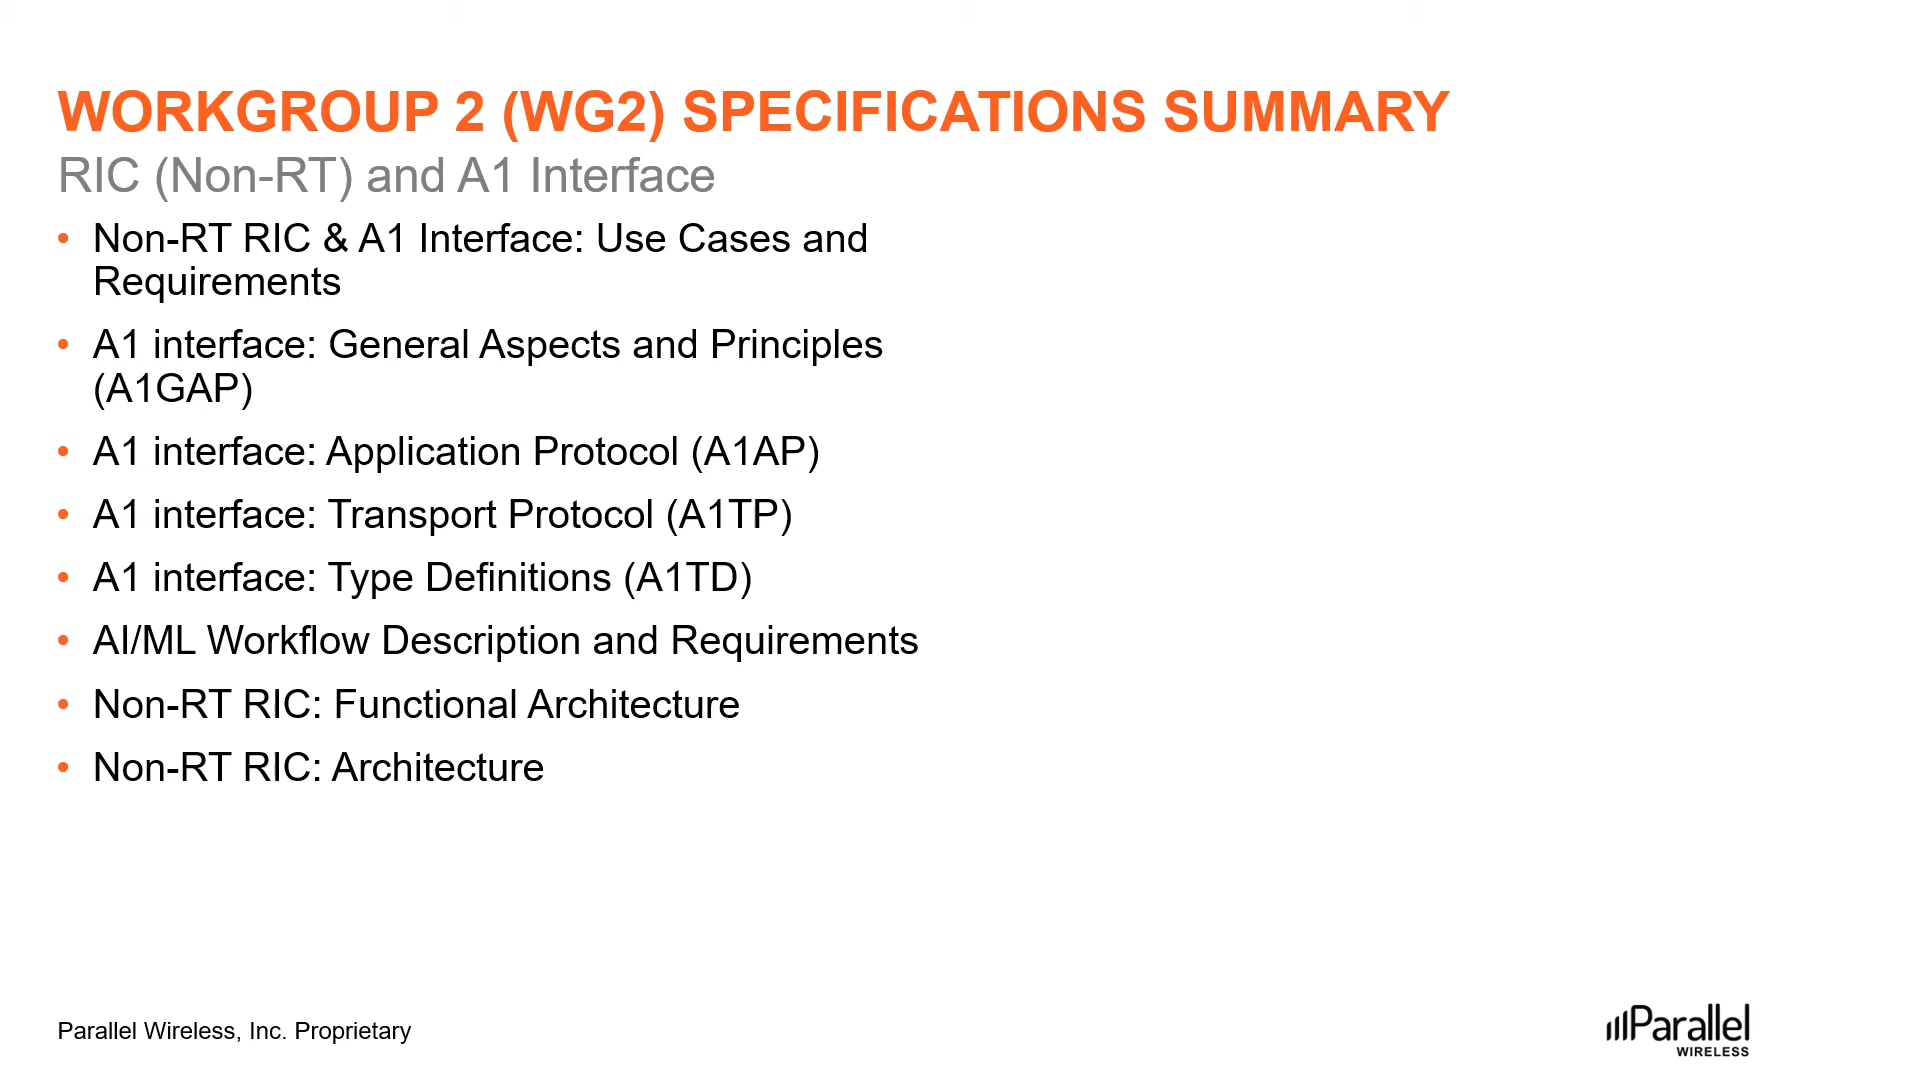 WORKGROUP 2 (WG2) SPECIFICATIONS SUMMARY
RIC (Non-RT) and A1 Interface
• Non-RT RIC & A1 Interface: Use Cases and
Requirements
• A1 interface: General Aspects and Principles
(A1GAP)
• A1 interface: Application Protocol (A1AP)
• A1 interface: Transport Protocol (A1TP)
• A1 interface: Type Definitions (A1TD)
• AI/ML Workflow Description and Requirements
• Non-RT RIC: Functional Architecture
• Non-RT RIC: Architecture
Parallel Wireless, Inc. Proprietary
Parallel
WIRELESS